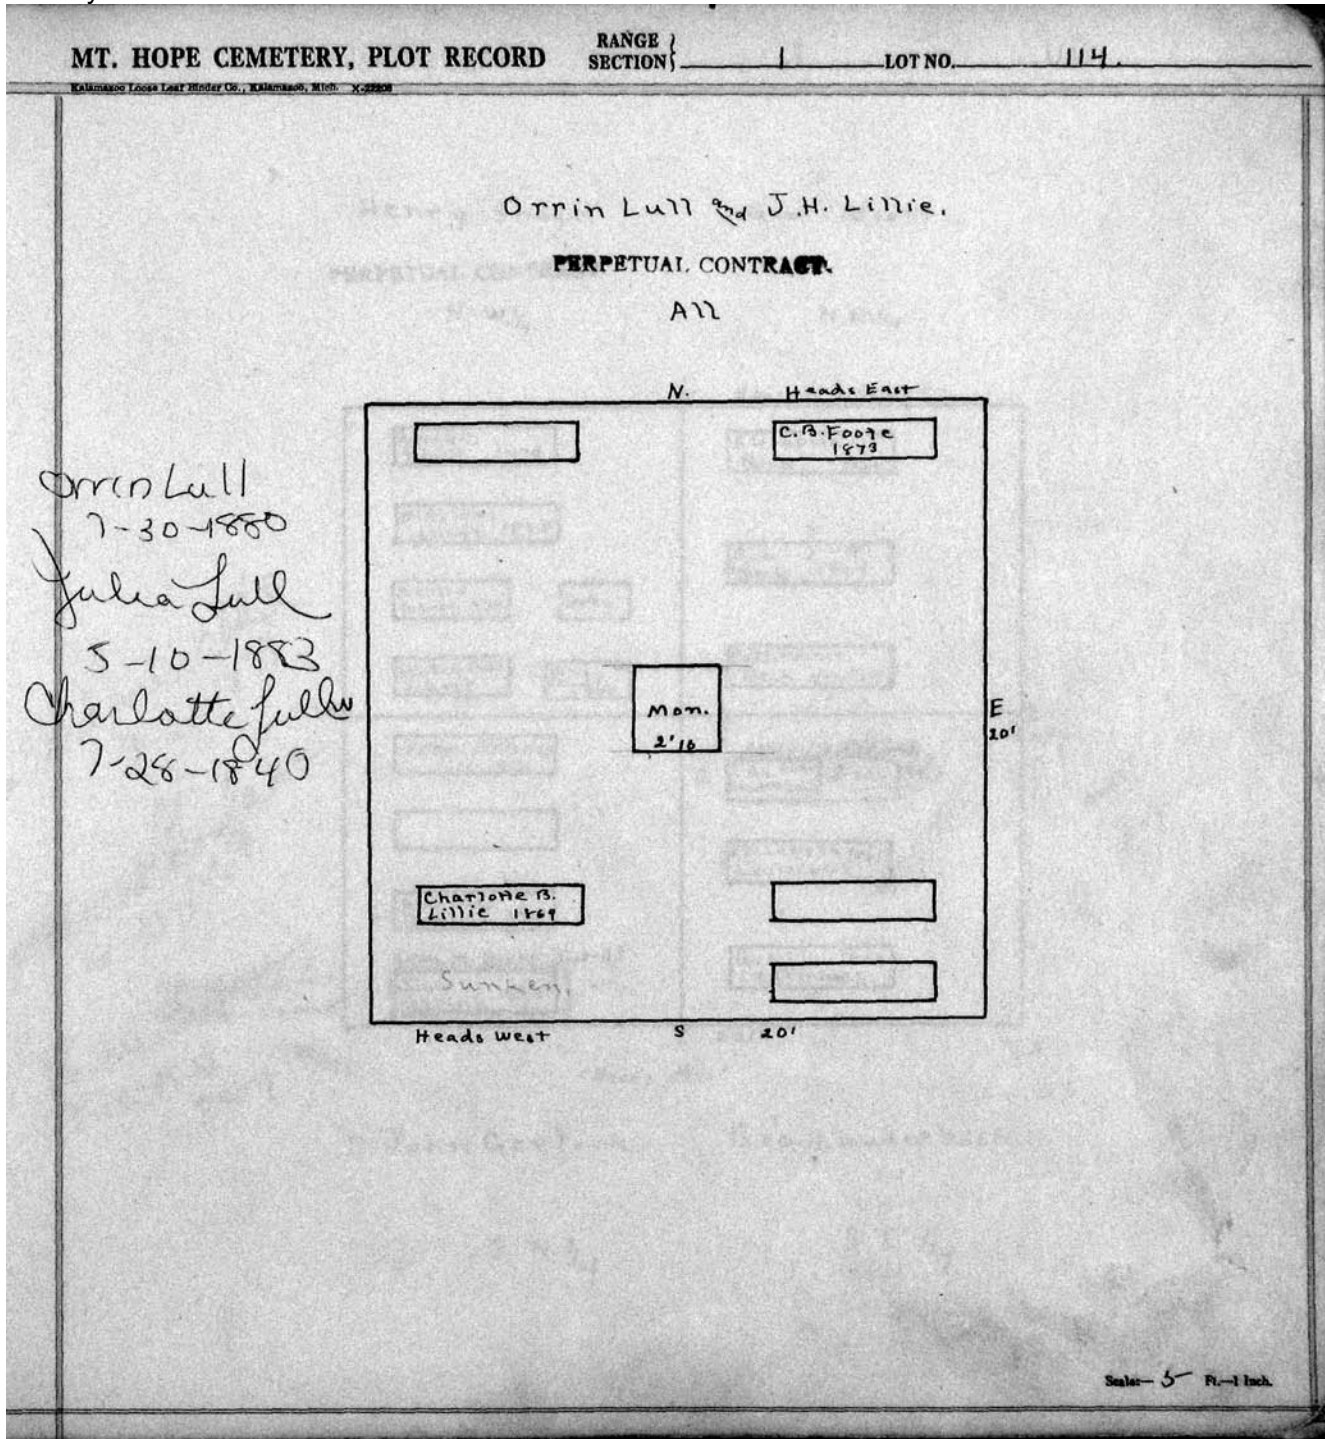 MT. HOPE CEMETERY, PLOT RECORD RANGE SECTION } 1 LOT NO. 114.
Kalamazoo Loose Leaf Binder Co., Kalamazoo, Mich. X-22208
Orrin Lull and J.H. Lillie.
PERPETUAL CONTRACT.
All
N. Heads East
C.B. Foote
1873
Orrin Lull
7-30-1880
Julia Lull
5-10-1883
Charlotte
7-28-1840
Mon.
2'10
E
20'
Charlotte B.
Lillie 1869
Sunken.
Heads West S 20'
Scale— 5 Ft.—1 Inch.